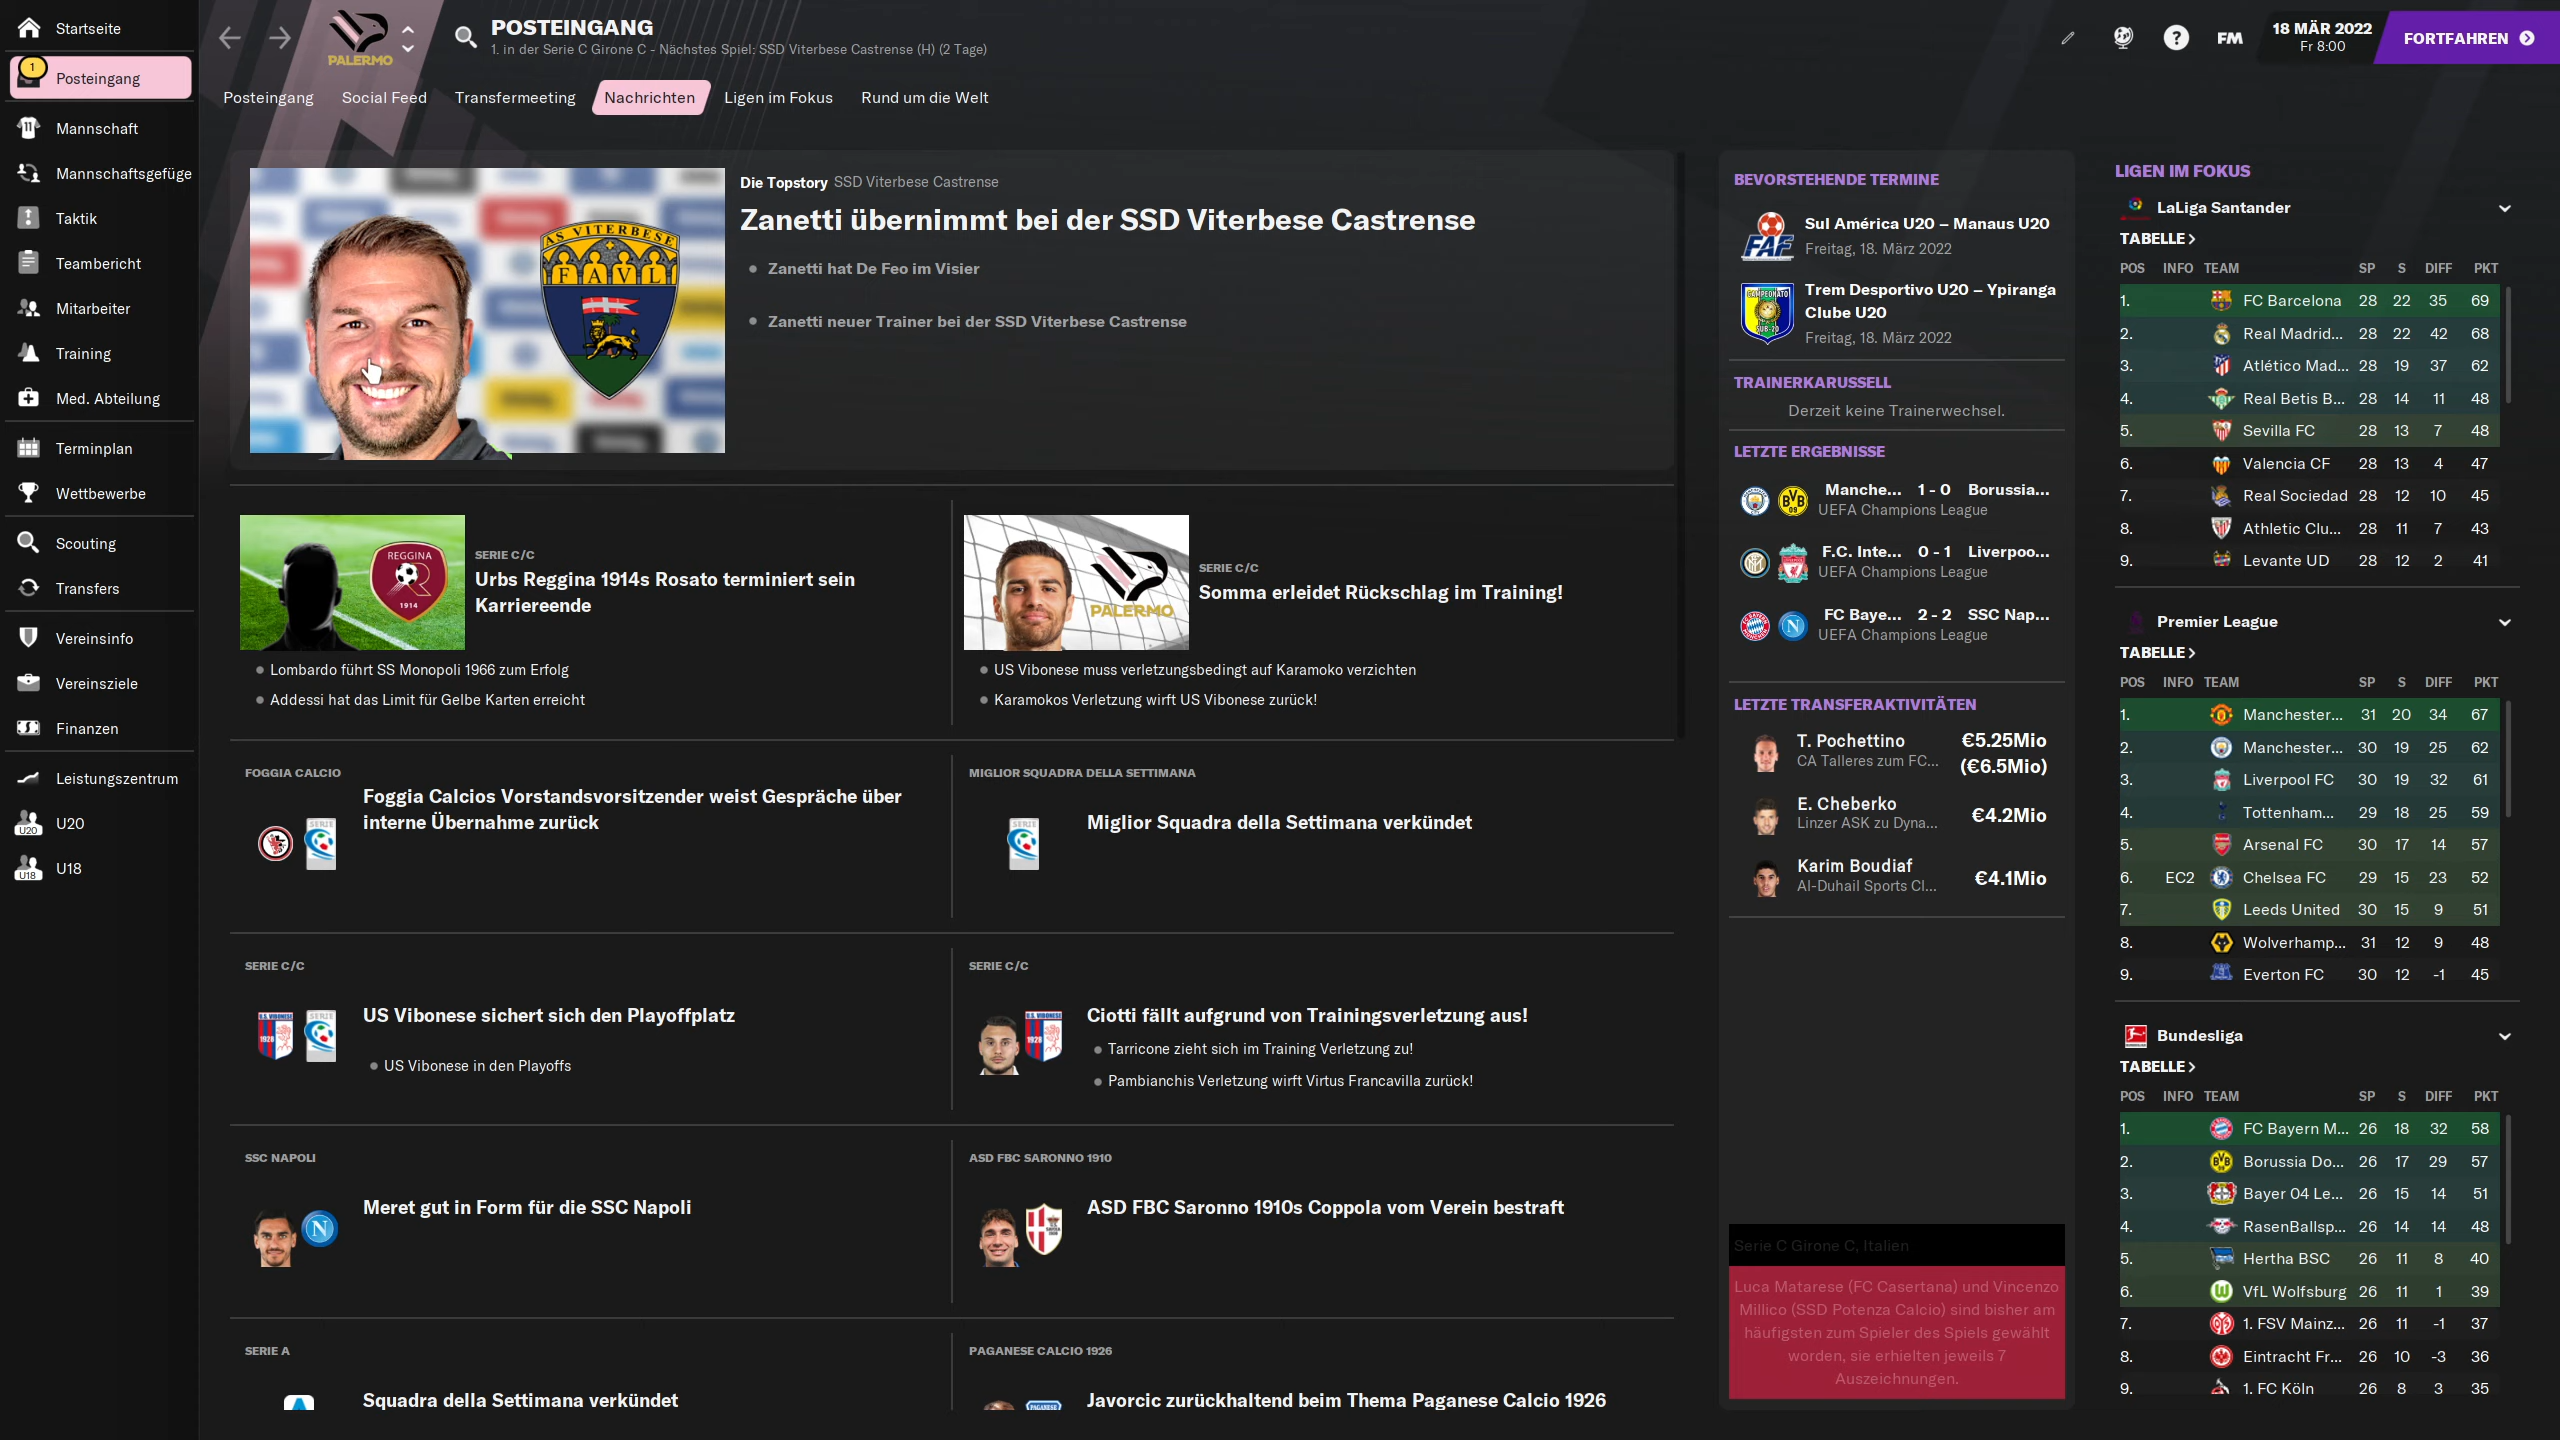 Startseite
1
Posteingang
Mannschaft
Mannschaftsgefüge
Taktik
Teambericht
Mitarbeiter
Training
Med. Abteilung
Terminplan
Wettbewerbe
Scouting
Transfers
Vereinsinfo
Vereinsziele
Finanzen
Leistungszentrum
U20
U20
U18
U18
PALERMO
POSTEINGANG
1. in der Serie C Girone C - Nächstes Spiel: SSD Viterbese Castrense (H) (2 Tage)
FM
18 MÄR 2022
Fr 8:00
FORTFAHREN
Posteingang Social Feed Transfermeeting Nachrichten Ligen im Fokus Rund um die Welt
AS VITERBESE
FAVL
Die Topstory SSD Viterbese Castrense
Zanetti übernimmt bei der SSD Viterbese Castrense
Zanetti hat De Feo im Visier
Zanetti neuer Trainer bei der SSD Viterbese Castrense
REGGINA
1914
SERIE C/C
Urbs Reggina 1914s Rosato terminiert sein
Karriereende
Lombardo führt SS Monopoli 1966 zum Erfolg
Addessi hat das Limit für Gelbe Karten erreicht
PALERMO
SERIE C/C
Somma erleidet Rückschlag im Training!
US Vibonese muss verletzungsbedingt auf Karamoko verzichten
Karamokos Verletzung wirft US Vibonese zurück!
FOGGIA CALCIO
Foggia Calcios Vorstandsvorsitzender weist Gespräche über
interne Übernahme zurück
MIGLIOR SQUADRA DELLA SETTIMANA
Miglior Squadra della Settimana verkündet
SERIE C/C
US Vibonese sichert sich den Playoffplatz
US Vibonese in den Playoffs
SERIE C/C
Ciotti fällt aufgrund von Trainingsverletzung aus!
Tarricone zieht sich im Training Verletzung zu!
Pambianchis Verletzung wirft Virtus Francavilla zurück!
SSC NAPOLI
Meret gut in Form für die SSC Napoli
ASD FBC SARONNO 1910
ASD FBC Saronno 1910s Coppola vom Verein bestraft
SERIE A
Squadra della Settimana verkündet
PAGANESE CALCIO 1926
Javorcic zurückhaltend beim Thema Paganese Calcio 1926
BEVORSTEHENDE TERMINE
FAF
Sul América U20 – Manaus U20
Freitag, 18. März 2022
Trem Desportivo U20 – Ypiranga
Clube U20
Freitag, 18. März 2022
TRAINERKARUSSELL
Derzeit keine Trainerwechsel.
LETZTE ERGEBNISSE
Manche... 1 - 0 Borussia...
UEFA Champions League
F.C. Inte... 0 - 1 Liverpoo...
UEFA Champions League
FC Baye... 2 - 2 SSC Nap...
UEFA Champions League
LETZTE TRANSFERAKTIVITÄTEN
T. Pochettino €5.25Mio
CA Talleres zum FC... (€6.5Mio)
E. Cheberko €4.2Mio
Linzer ASK zu Dyna...
Karim Boudiaf €4.1Mio
Al-Duhail Sports Cl...
Serie C Girone C, Italien
Luca Matarese (FC Casertana) und Vincenzo
Millico (SSD Potenza Calcio) sind bisher am
häufigsten zum Spieler des Spiels gewählt
worden, sie erhielten jeweils 7
Auszeichnungen.
LIGEN IM FOKUS
LaLiga Santander
TABELLE
POS INFO TEAM SP S DIFF PKT
1. FC Barcelona 28 22 35 69
2. Real Madrid... 28 22 42 68
3. Atlético Mad... 28 19 37 62
4. Real Betis B... 28 14 11 48
5. Sevilla FC 28 13 7 48
6. Valencia CF 28 13 4 47
7. Real Sociedad 28 12 10 45
8. Athletic Clu... 28 11 7 43
9. Levante UD 28 12 2 41
Premier League
TABELLE
POS INFO TEAM SP S DIFF PKT
1. Manchester... 31 20 34 67
2. Manchester... 30 19 25 62
3. Liverpool FC 30 19 32 61
4. Tottenham... 29 18 25 59
5. Arsenal FC 30 17 14 57
6. EC2 Chelsea FC 29 15 23 52
7. Leeds United 30 15 9 51
8. Wolverhamp... 31 12 9 48
9. Everton FC 30 12 -1 45
Bundesliga
TABELLE
POS INFO TEAM SP S DIFF PKT
1. FC Bayern M... 26 18 32 58
2. Borussia Do... 26 17 29 57
3. Bayer 04 Le... 26 15 14 51
4. RasenBallsp... 26 14 14 48
5. Hertha BSC 26 11 8 40
6. VfL Wolfsburg 26 11 1 39
7. 1. FSV Mainz... 26 11 -1 37
8. Eintracht Fr... 26 10 -3 36
9. 1. FC Köln 26 8 3 35